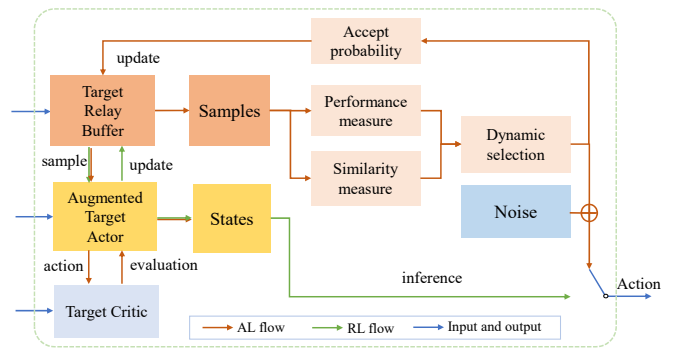 Accept
probability
update
Target
Relay
Buffer
Samples
Performance
measure
Similarity
measure
Dynamic
selection
sample
update
Augmented
Target
Actor
States
Noise
action
evaluation
inference
Action
Target Critic
AL flow
RL flow
Input and output